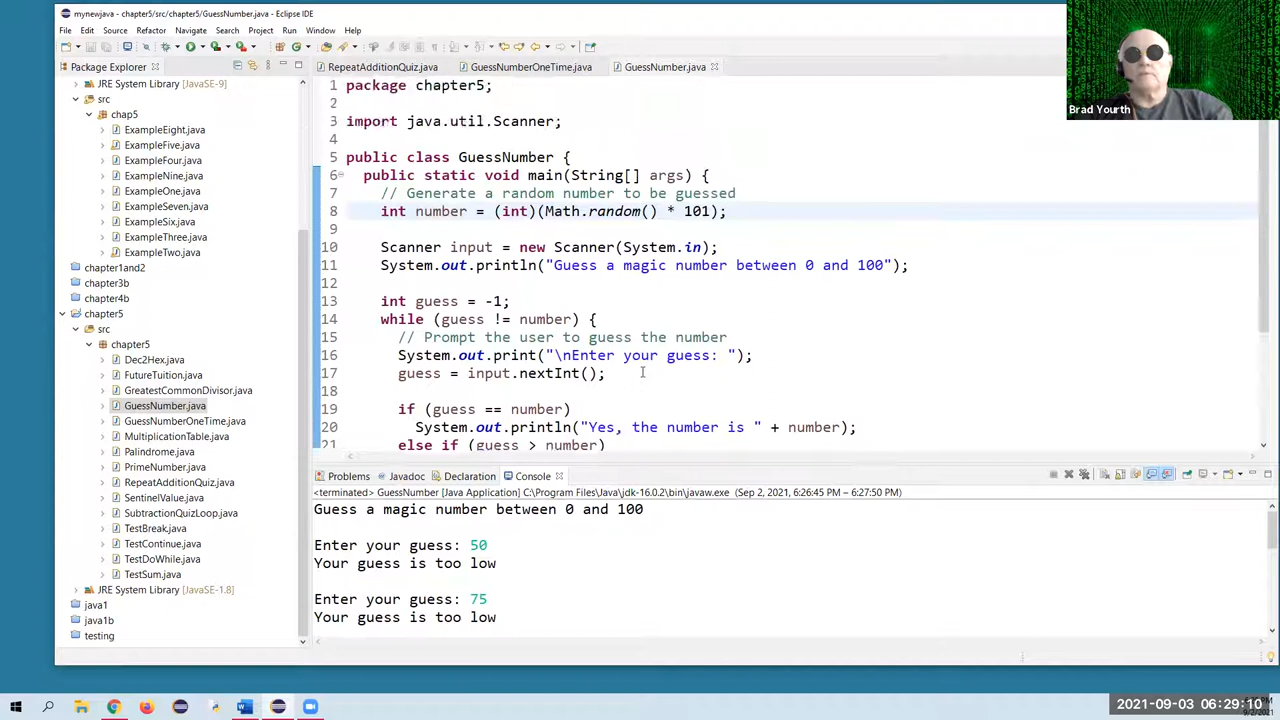 mynewjava - chapter5/src/chapter5/GuessNumber.java - Eclipse IDE
File Edit Source Refactor Navigate Search Project Run Window Help
Package Explorer
JRE System Library [JavaSE-9]
src
chap5
ExampleEight.java
ExampleFive.java
ExampleFour.java
ExampleNine.java
ExampleOne.java
ExampleSeven.java
ExampleSix.java
ExampleThree.java
ExampleTwo.java
chapter1and2
chapter3b
chapter4b
chapter5
src
chapter5
Dec2Hex.java
FutureTuition.java
GreatestCommonDivisor.java
GuessNumber.java
GuessNumberOneTime.java
MultiplicationTable.java
Palindrome.java
PrimeNumber.java
RepeatAdditionQuiz.java
SentinelValue.java
SubtractionQuizLoop.java
TestBreak.java
TestContinue.java
TestDoWhile.java
TestSum.java
JRE System Library [JavaSE-1.8]
java1
java1b
testing
RepeatAdditionQuiz.java GuessNumberOneTime.java GuessNumber.java
1 package chapter5;
2
3 import java.util.Scanner;
4
5 public class GuessNumber {
6 public static void main(String[] args) {
7 // Generate a random number to be guessed
8 int number = (int)(Math.random() * 101);
9
10 Scanner input = new Scanner(System.in);
11 System.out.println("Guess a magic number between 0 and 100");
12
13 int guess = -1;
14 while (guess != number) {
15 // Prompt the user to guess the number
16 System.out.print("\nEnter your guess: ");
17 guess = input.nextInt();
18
19 if (guess == number)
20 System.out.println("Yes, the number is " + number);
21 else if (guess > number)
Problems Javadoc Declaration Console
<terminated> GuessNumber [Java Application] C:\Program Files\Java\jdk-16.0.2\bin\javaw.exe (Sep 2, 2021, 6:26:45 PM – 6:27:50 PM)
Guess a magic number between 0 and 100
Enter your guess: 50
Your guess is too low
Enter your guess: 75
Your guess is too low
Brad Yourth
2021-09-03 06:29:10